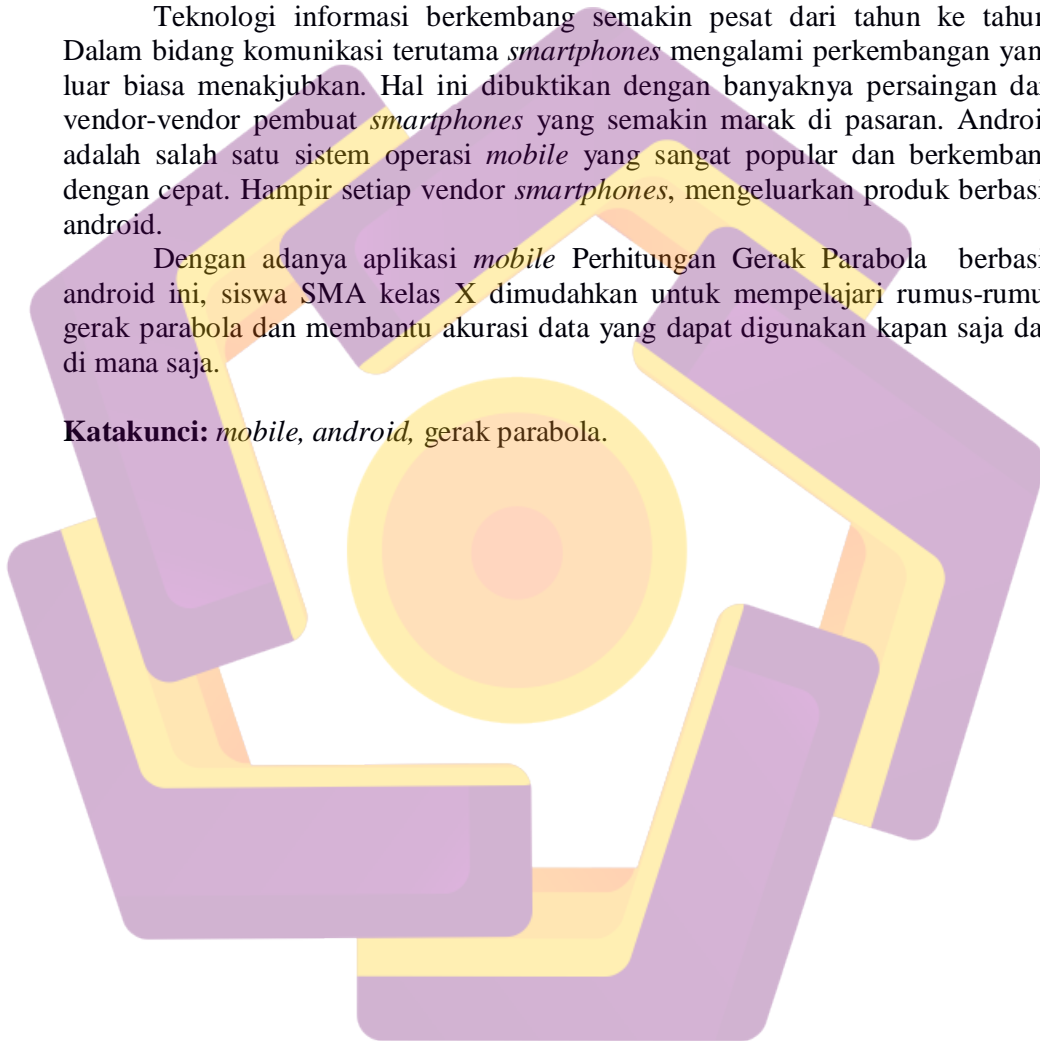 Teknologi informasi berkembang semakin pesat dari tahun ke tahun
Dalam bidang komunikasi terutama smartphones mengalami perkembangan yan
luar biasa menakjubkan. Hal ini dibuktikan dengan banyaknya persaingan da
vendor-vendor pembuat smartphones yang semakin marak di pasaran. Androi
adalah salah satu sistem operasi mobile yang sangat popular dan berkemban
dengan cepat. Hampir setiap vendor smartphones, mengeluarkan produk berbasi
android.
Dengan adanya aplikasi mobile Perhitungan Gerak Parabola berbasi
android ini, siswa SMA kelas X dimudahkan untuk mempelajari rumus-rumu
gerak parabola dan membantu akurasi data yang dapat digunakan kapan saja da
di mana saja.
Katakunci: mobile, android, gerak parabola.